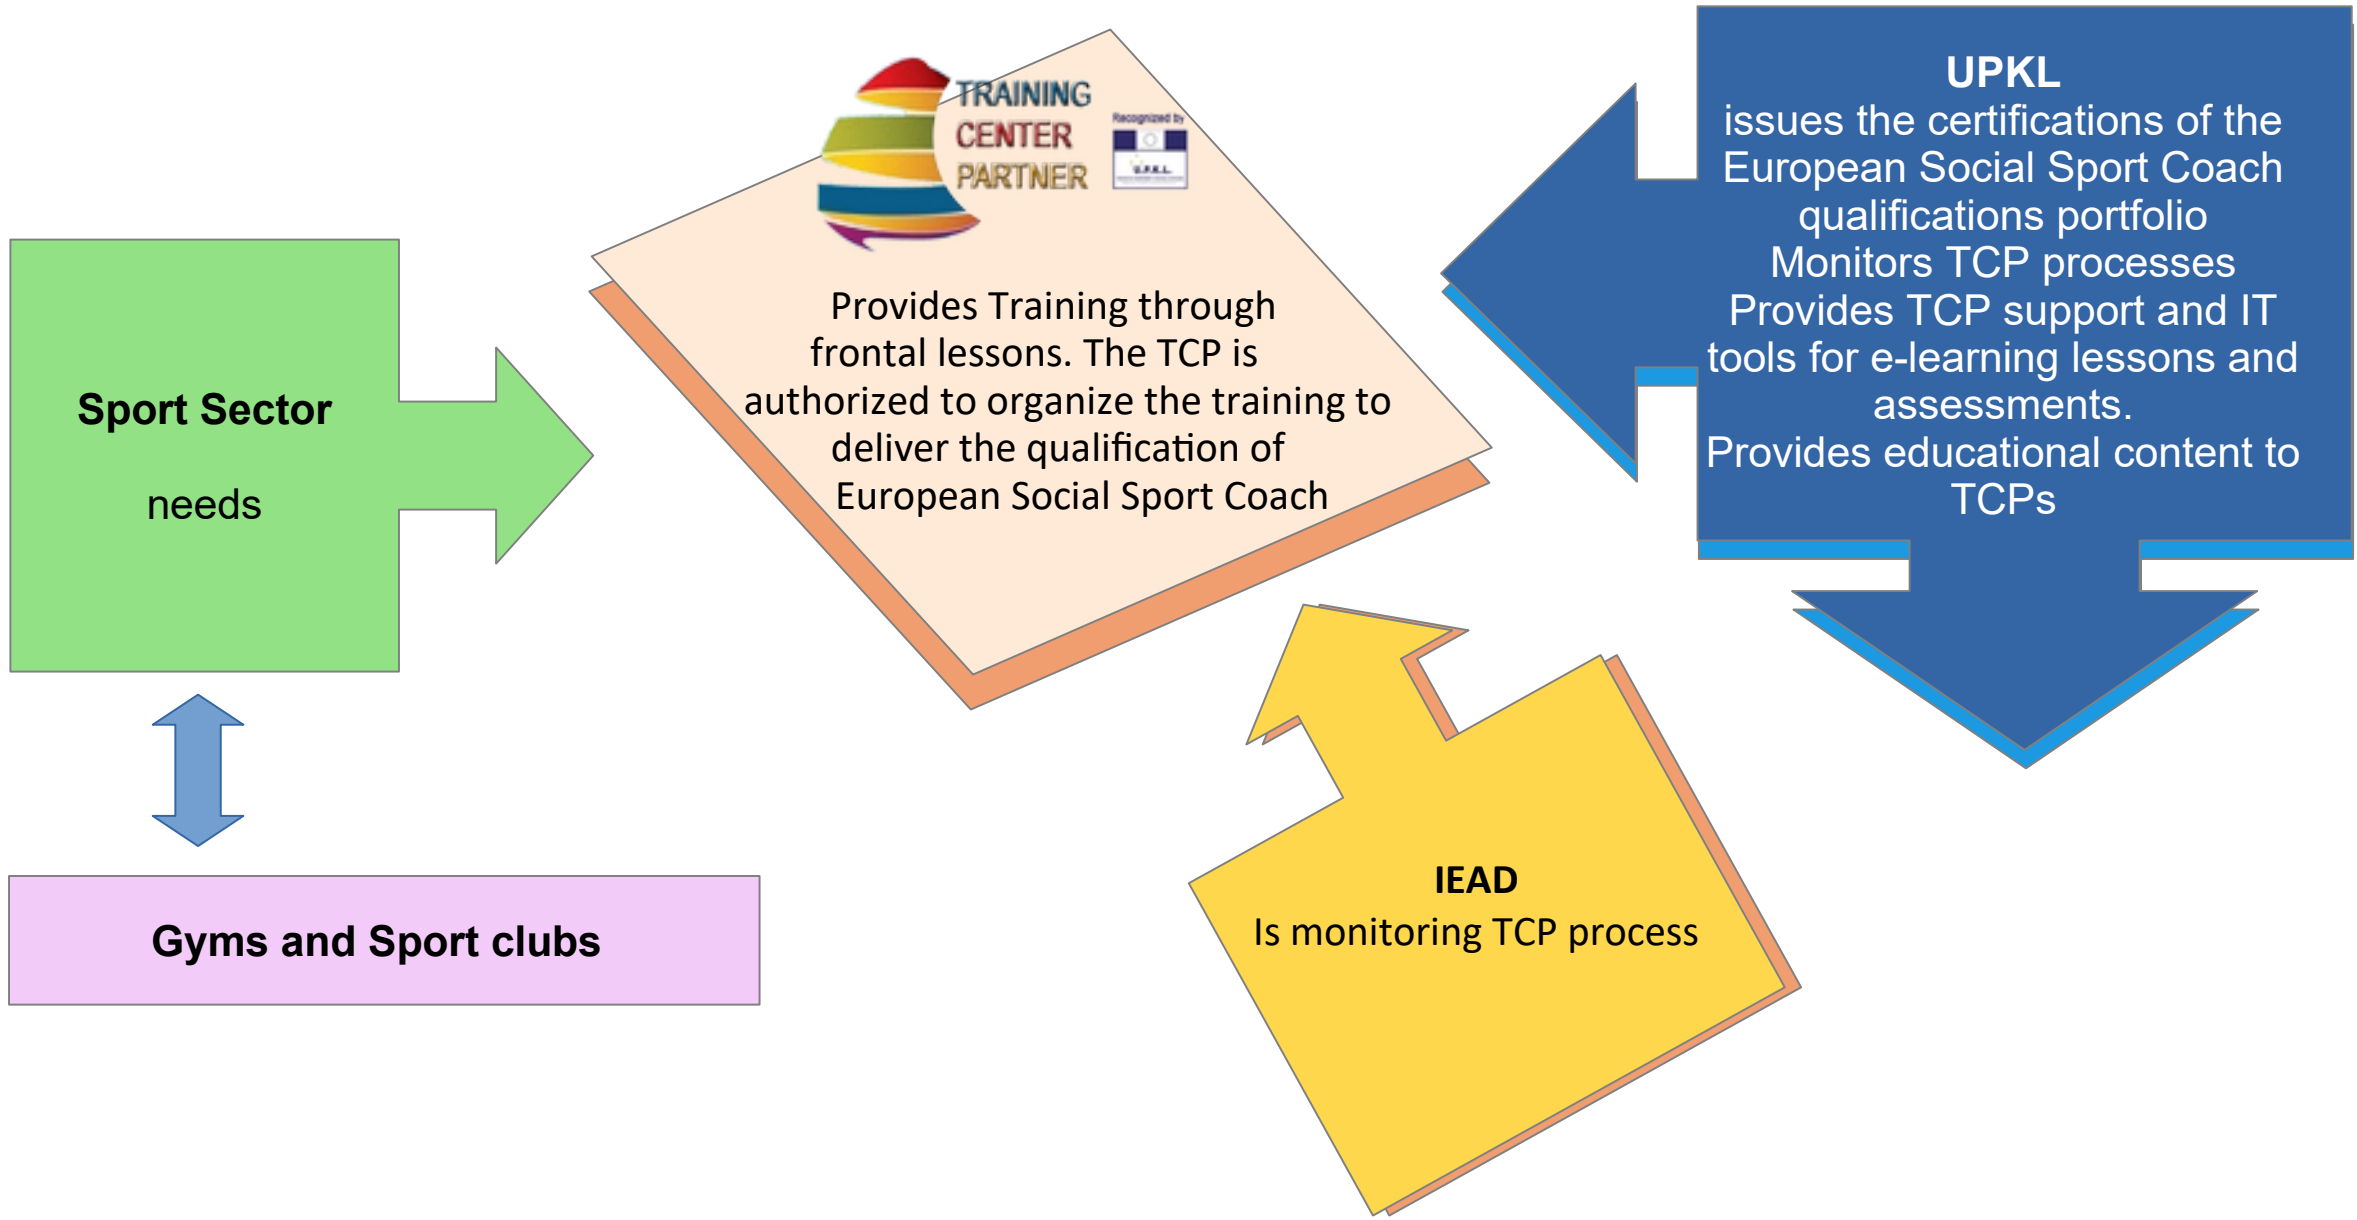 TRAINING
CENTER
PARTNER
Recognized by
U.P.K.L.
Provides Training through
frontal lessons. The TCP is
authorized to organize the training to
deliver the qualification of
European Social Sport Coach
UPKL
issues the certifications of the
European Social Sport Coach
qualifications portfolio
Monitors TCP processes
Provides TCP support and IT
tools for e-learning lessons and
assessments.
Provides educational content to
TCPs
Sport Sector
needs
Gyms and Sport clubs
IEAD
Is monitoring TCP process